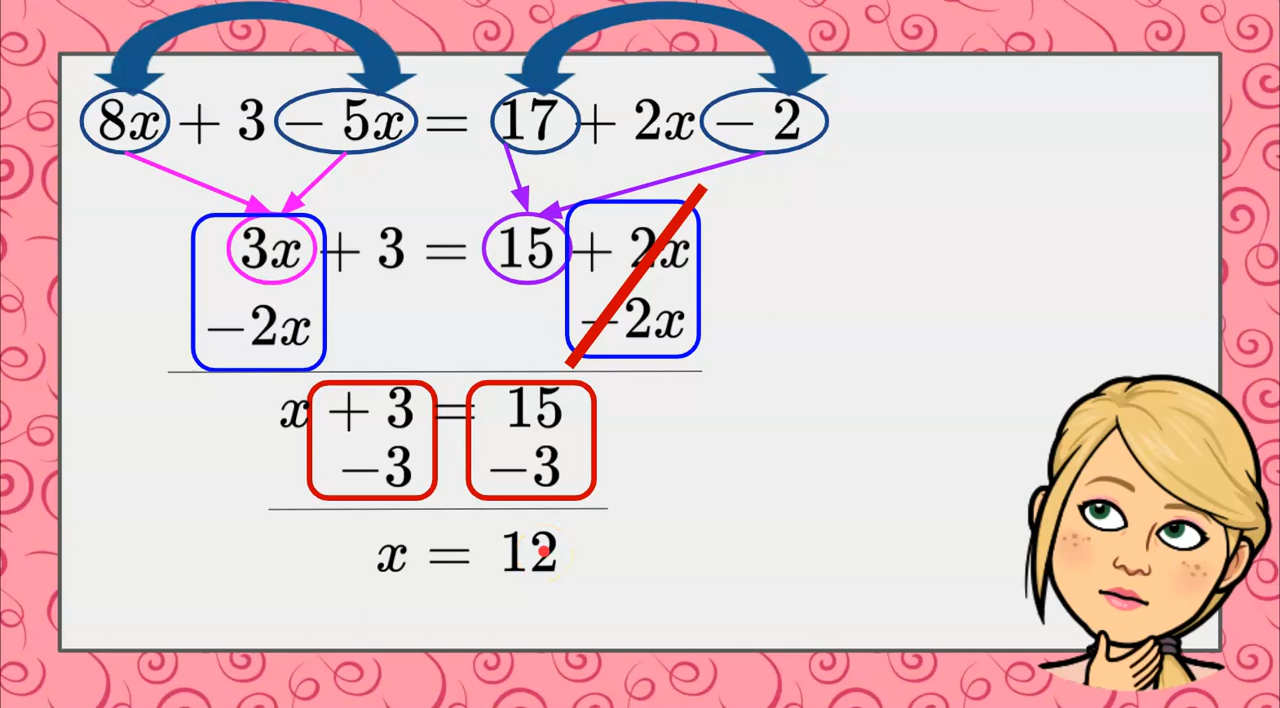 8x + 3 − 5x = 17 + 2x − 2
3x + 3 = 15 + 2x
−2x −2x
x + 3 = 15
−3 −3
x = 12